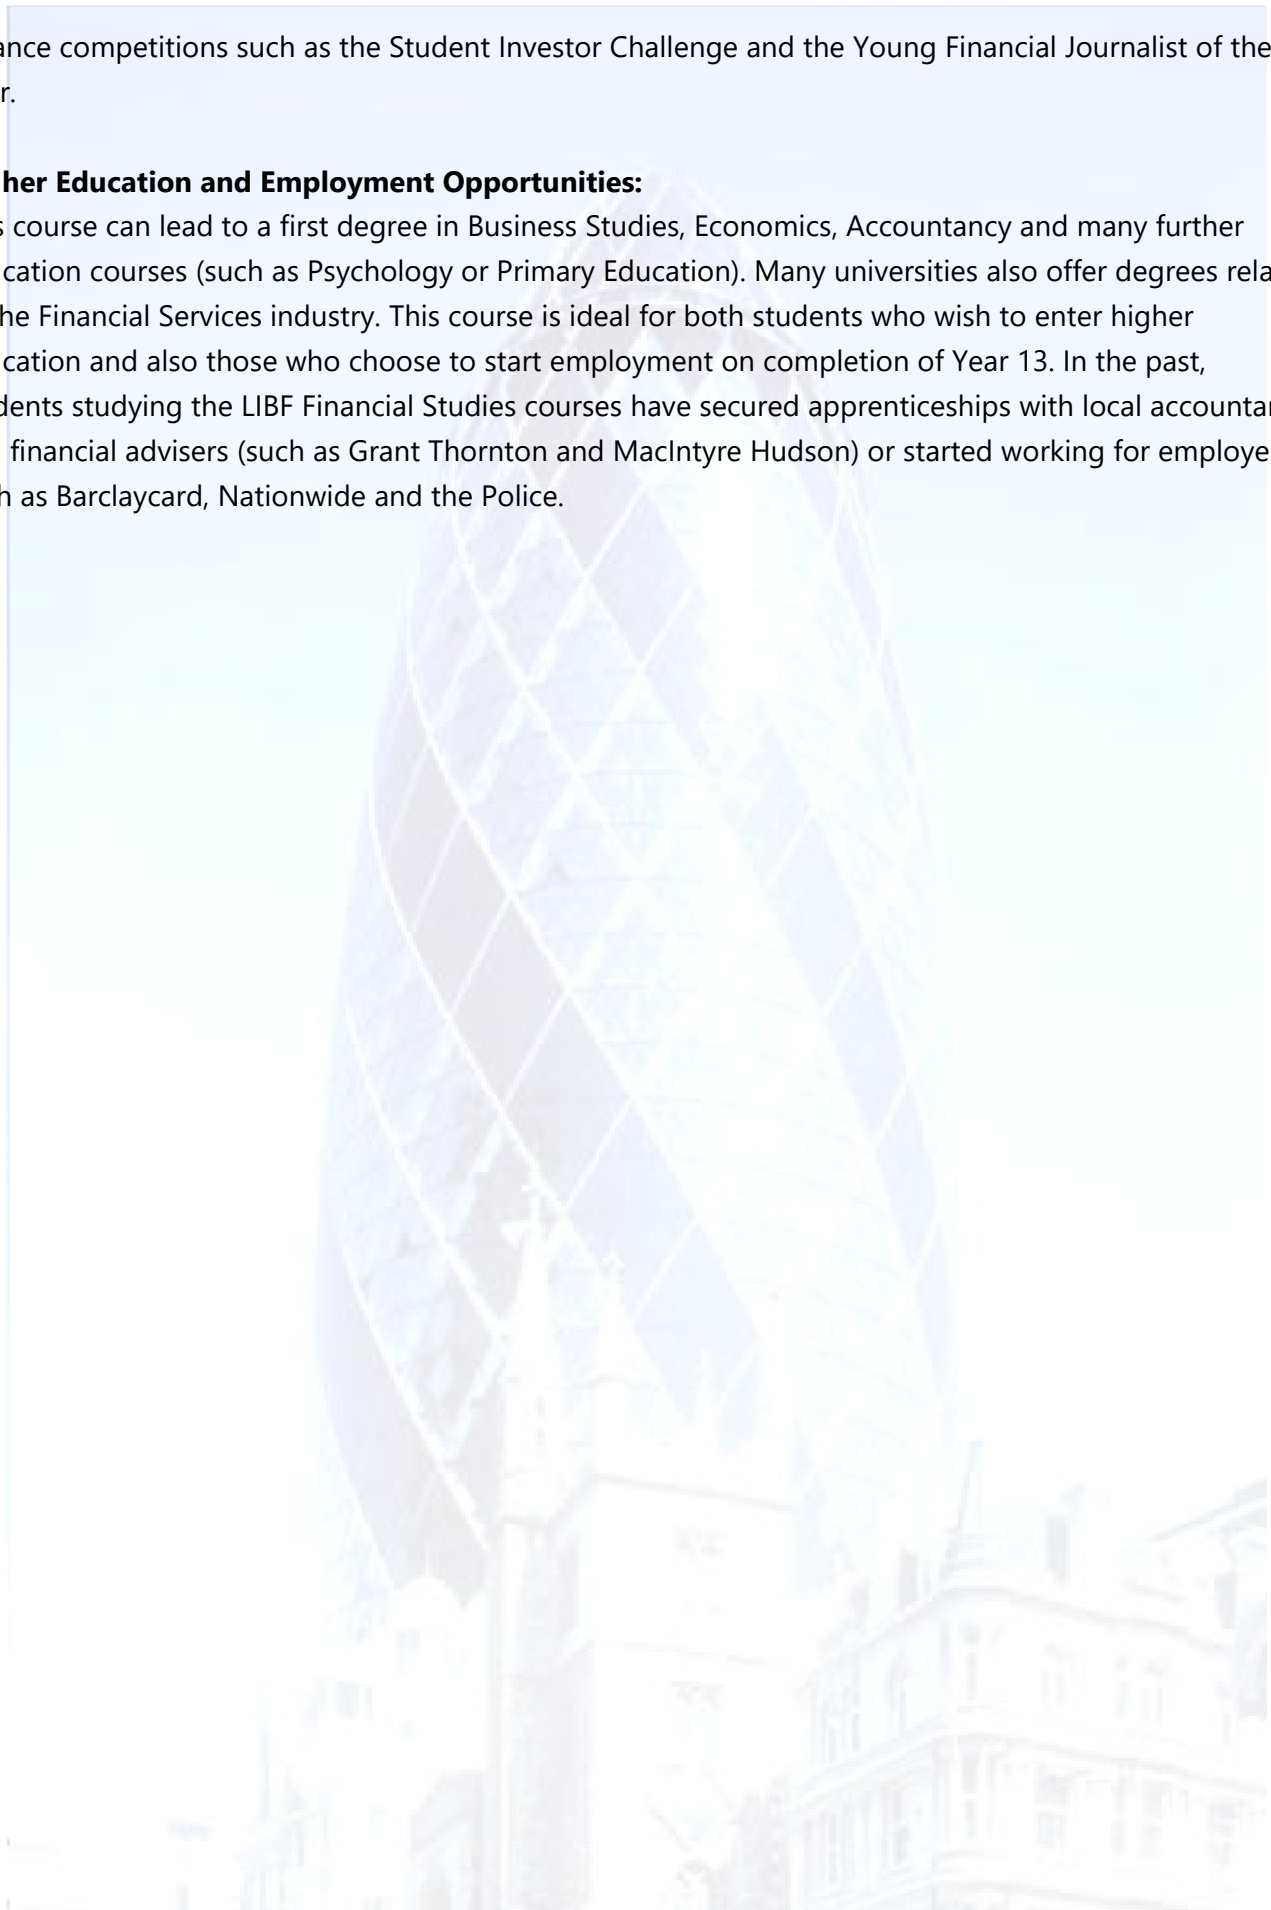 ance competitions such as the Student Investor Challenge and the Young Financial Journalist of the
r.
her Education and Employment Opportunities:
s course can lead to a first degree in Business Studies, Economics, Accountancy and many further
cation courses (such as Psychology or Primary Education). Many universities also offer degrees rela
he Financial Services industry. This course is ideal for both students who wish to enter higher
cation and also those who choose to start employment on completion of Year 13. In the past,
dents studying the LIBF Financial Studies courses have secured apprenticeships with local accountan
financial advisers (such as Grant Thornton and MacIntyre Hudson) or started working for employe
h as Barclaycard, Nationwide and the Police.